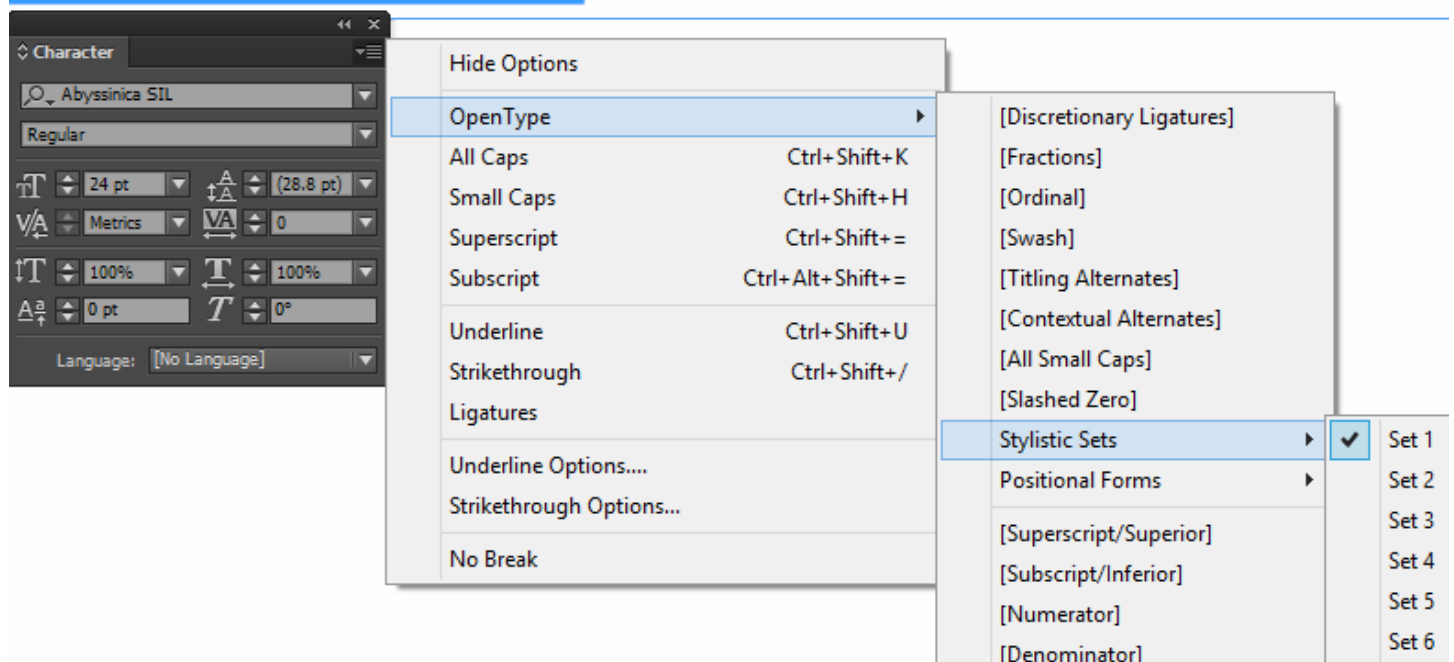 Character
Abyssinica SIL
Regular
24 pt (28.8 pt)
Metrics 0
100% 100%
0 pt 0°
Language: [No Language]
Hide Options
OpenType
All Caps Ctrl+Shift+K
Small Caps Ctrl+Shift+H
Superscript Ctrl+Shift+=
Subscript Ctrl+Alt+Shift+=
Underline Ctrl+Shift+U
Strikethrough Ctrl+Shift+/
Ligatures
Underline Options....
Strikethrough Options...
No Break
[Discretionary Ligatures]
[Fractions]
[Ordinal]
[Swash]
[Titling Alternates]
[Contextual Alternates]
[All Small Caps]
[Slashed Zero]
Stylistic Sets
Positional Forms
[Superscript/Superior]
[Subscript/Inferior]
[Numerator]
[Denominator]
Set 1
Set 2
Set 3
Set 4
Set 5
Set 6